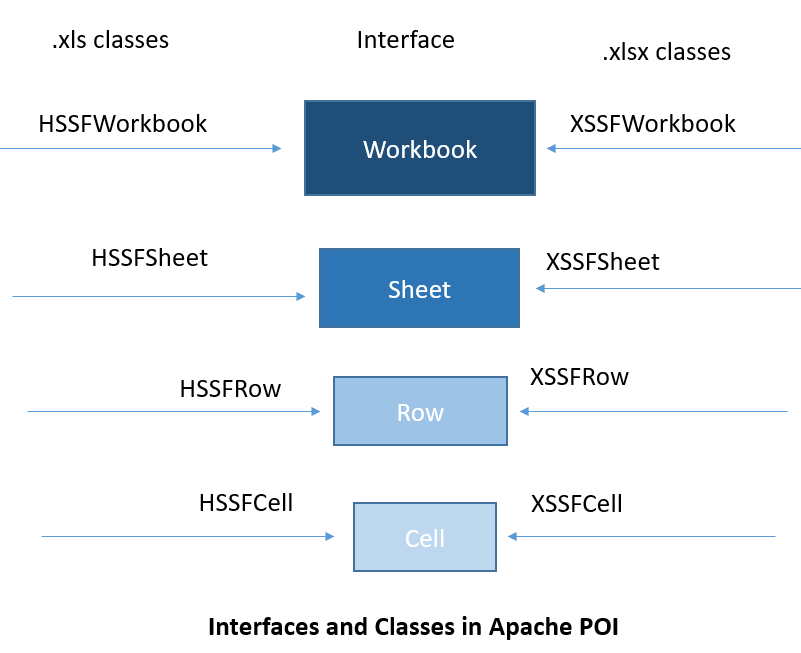 .xls classes
Interface
.xlsx classes
HSSFWorkbook
Workbook
XSSFWorkbook
HSSFSheet
Sheet
XSSFSheet
HSSFRow
Row
XSSFRow
HSSFCell
Cell
XSSFCell
Interfaces and Classes in Apache POI